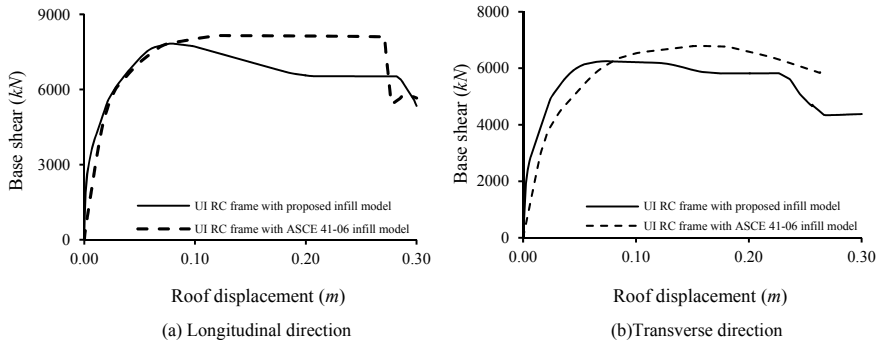 9000
6000
3000
0
Base shear (kN)
UI RC frame with proposed infill model
UI RC frame with ASCE 41-06 infill model
0.00 0.10 0.20 0.30
Roof displacement (m)
(a) Longitudinal direction
8000
6000
4000
2000
0
Base shear (kN)
UI RC frame with proposed infill model
UI RC frame with ASCE 41-06 infill model
0.00 0.10 0.20 0.30
Roof displacement (m)
(b)Transverse direction